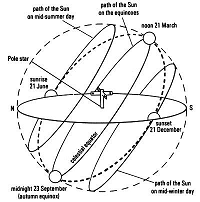 path of the Sun
on mid-summer day
path of the Sun
on the equinoxes
noon 21 March
Pole star
sunrise
21 June
N
S
sunset
21 December
celestial equator
midnight 23 September
(autumn equinox)
path of the Sun
on mid-winter day